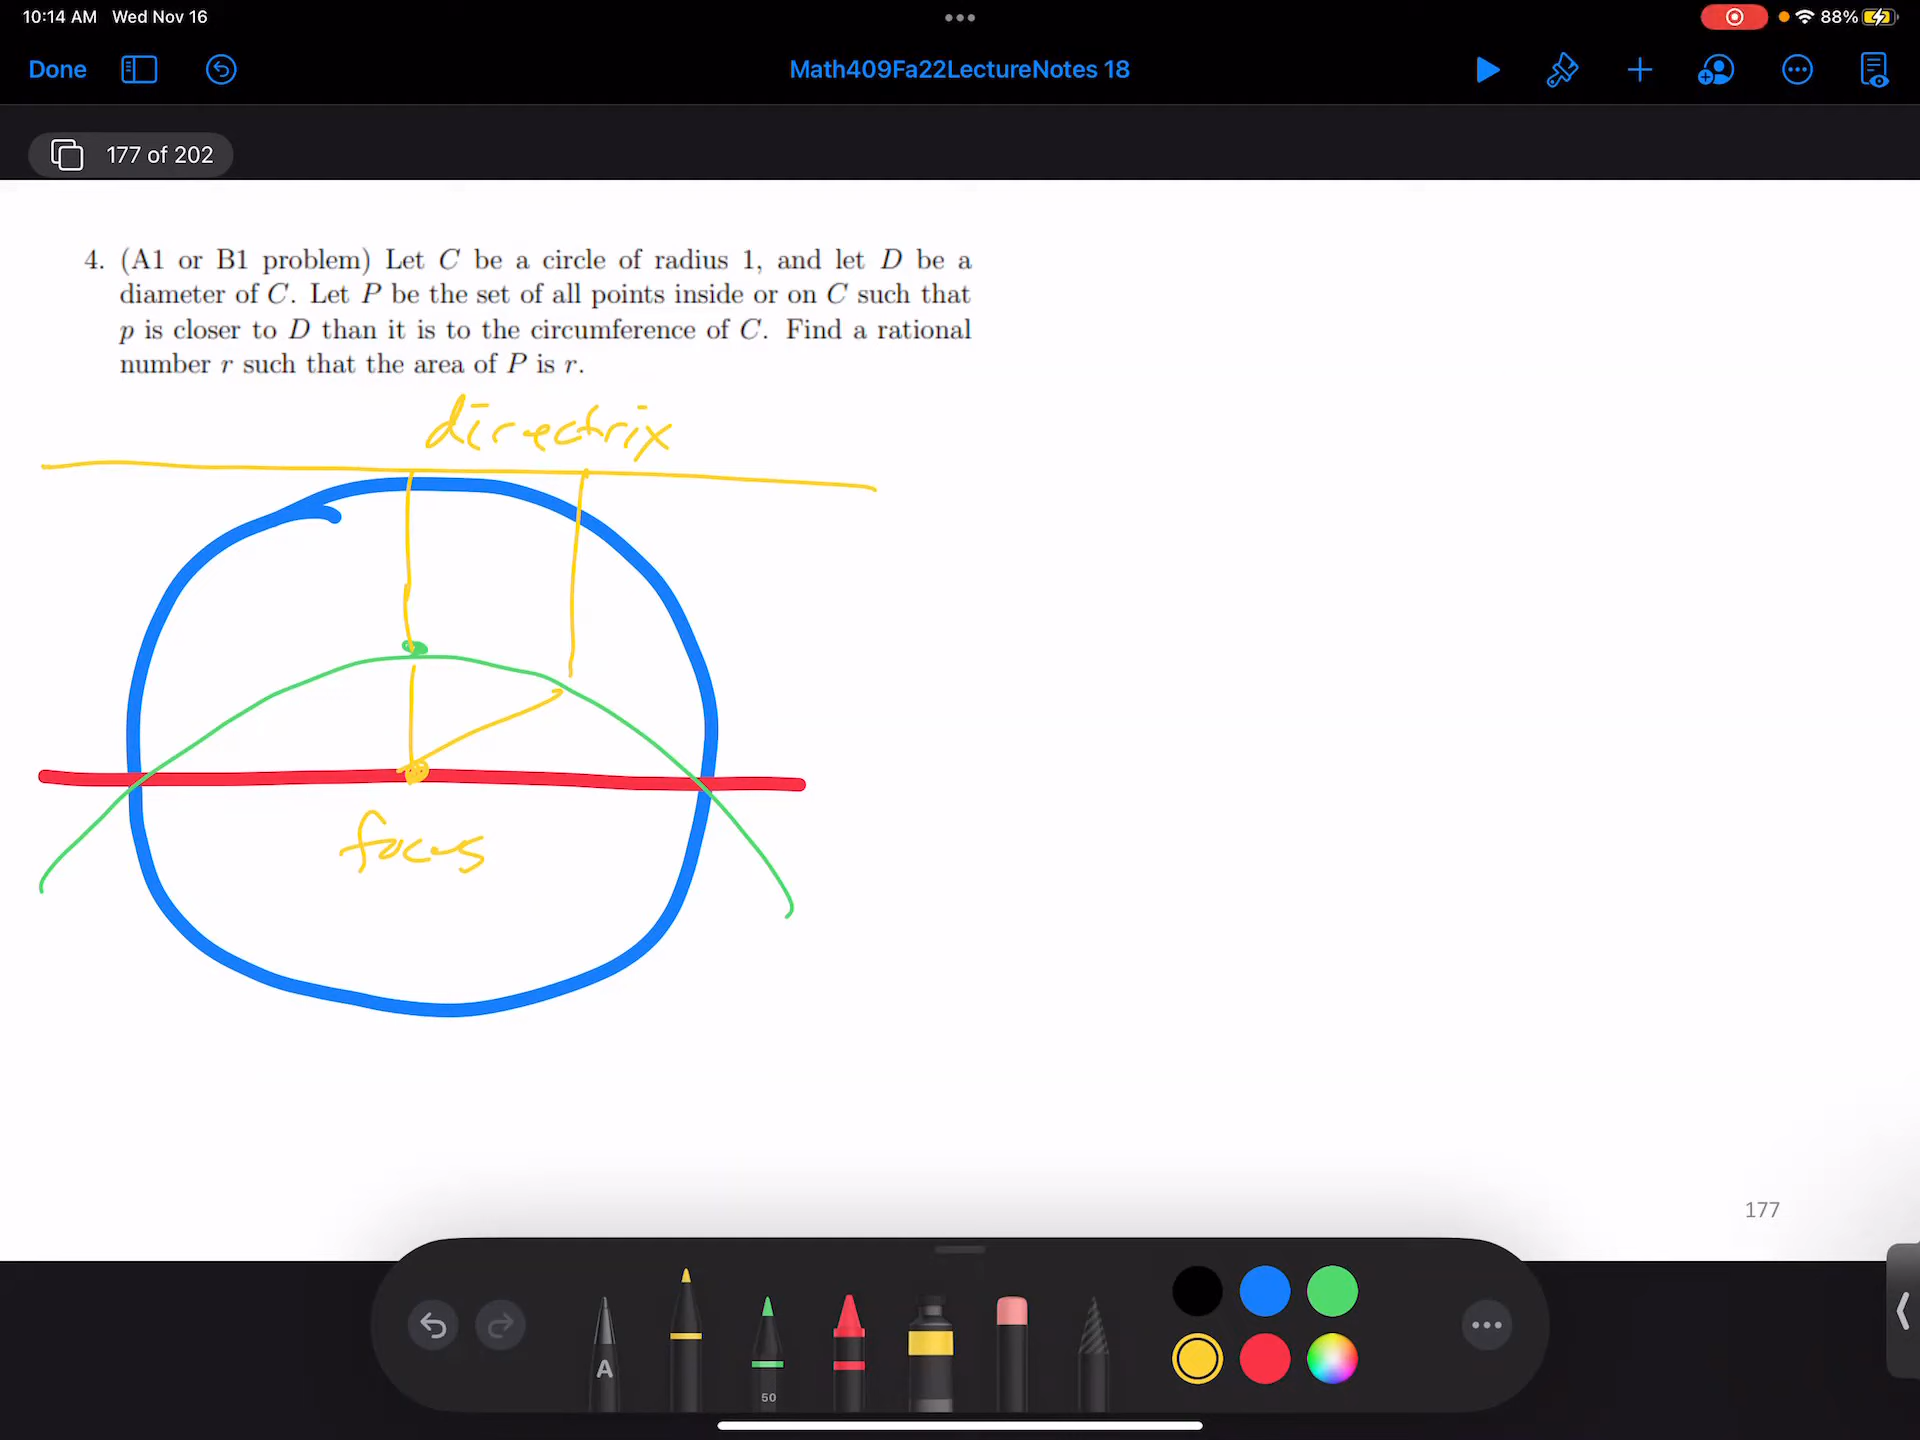 10:14 AM Wed Nov 16
88%
Done
Math409Fa22LectureNotes 18
177 of 202
4. (A1 or B1 problem) Let C be a circle of radius 1, and let D be a
diameter of C. Let P be the set of all points inside or on C such that
p is closer to D than it is to the circumference of C. Find a rational
number r such that the area of P is r.
directrix
focus
177
A
50